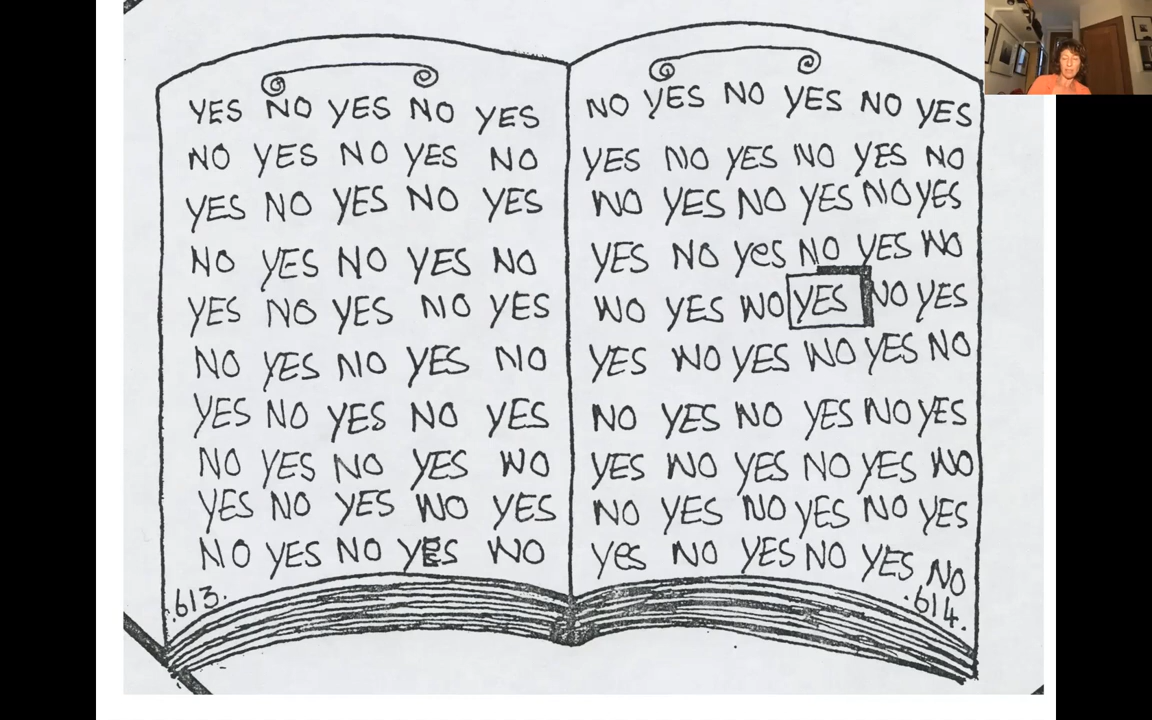 YES NO YES NO YES
NO YES NO YES NO
YES NO YES NO YES
NO YES NO YES NO
YES NO YES NO YES
NO YES NO YES NO
YES NO YES NO YES
NO YES NO YES NO
YES NO YES NO YES
NO YES NO YES NO
.613.
NO YES NO YES NO YES
YES NO YES NO YES NO
NO YES NO YES NO YES
YES NO yes NO YES NO
NO YES NO YES NO YES
YES NO YES NO YES NO
NO YES NO YES NO YES
YES NO YES NO YES NO
NO YES NO YES NO YES
yes NO YES NO YES NO
.614.